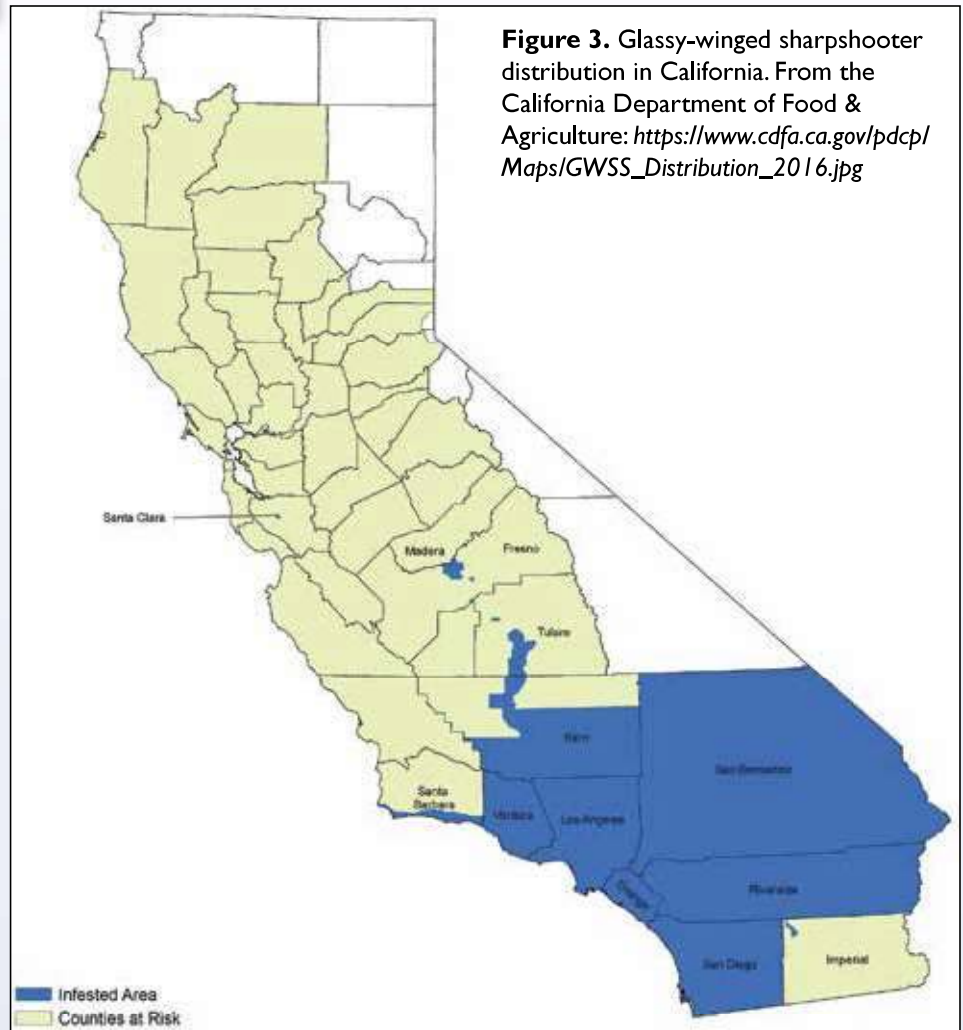 Figure 3. Glassy-winged sharpshooter
distribution in California. From the
California Department of Food &
Agriculture: https://www.cdfa.ca.gov/pdcp/
Maps/GWSS_Distribution_2016.jpg
Santa Clara
Madera
Fresno
Tulare
Kern
San Bernardino
Santa
Barbara
Ventura
Los Angeles
Orange
Riverside
San Diego
Imperial
Infested Area
Counties at Risk